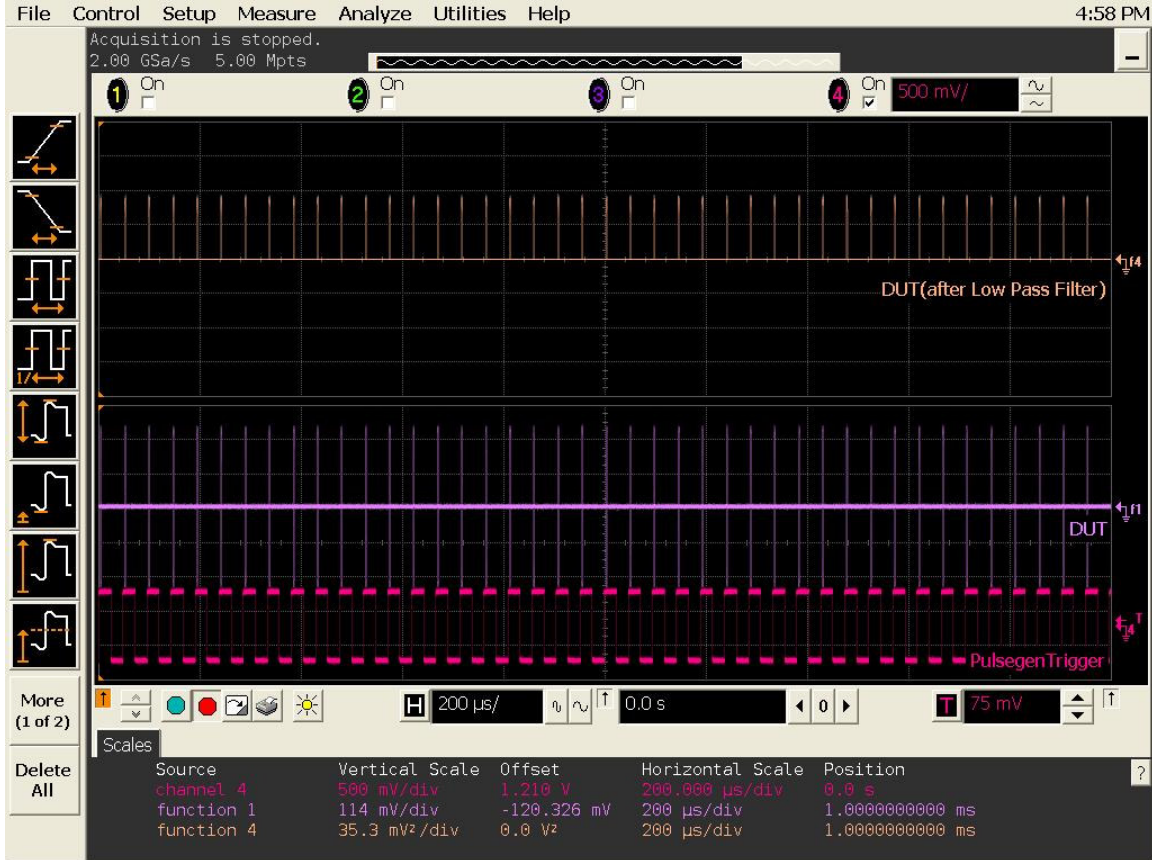 File Control Setup Measure Analyze Utilities Help 4:58 PM
Acquisition is stopped.
2.00 GSa/s 5.00 Mpts
1 On 2 On 3 On 4 On 500 mV/
f4
DUT(after Low Pass Filter)
1/
f1
DUT
T
4
PulsegenTrigger
More
(1 of 2)
Delete
All
H 200 µs/ 0.0 s 0 T 75 mV
Scales
?
Source Vertical Scale Offset Horizontal Scale Position
channel 4 500 mV/div 1.210 V 200.000 µs/div 0.0 s
function 1 114 mV/div -120.326 mV 200 µs/div 1.0000000000 ms
function 4 35.3 mV²/div 0.0 V² 200 µs/div 1.0000000000 ms